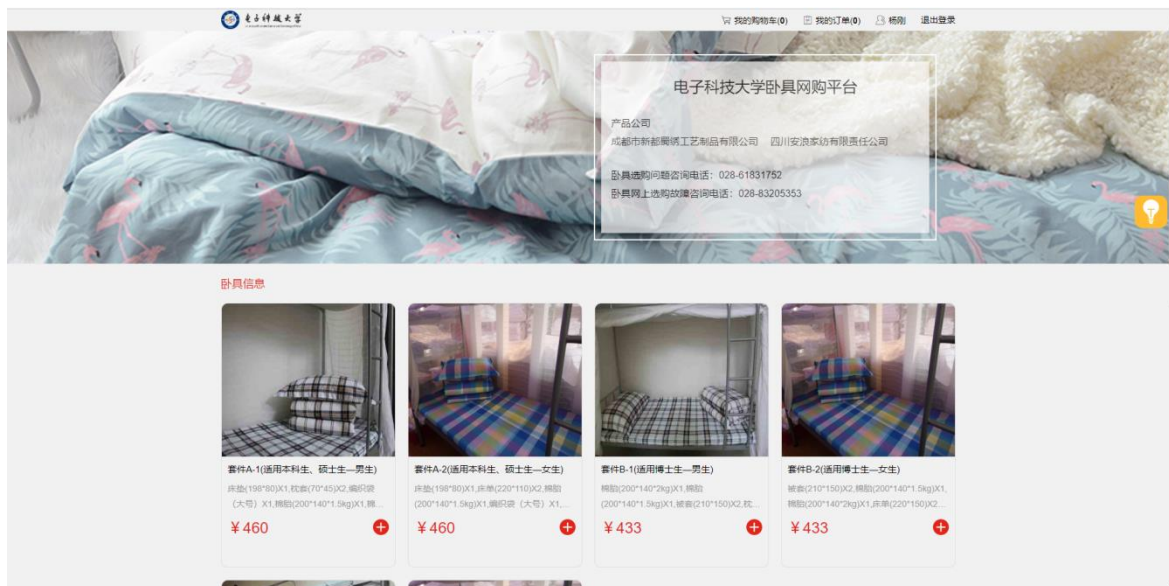 电子科技大学
我的购物车(0) 我的订单(0) 杨刚 退出登录
电子科技大学卧具网购平台
产品公司
成都市新都蜀绣工艺制品有限公司 四川安浪家纺有限责任公司
卧具选购问题咨询电话：028-61831752
卧具网上选购故障咨询电话：028-83205353
卧具信息
套件A-1(适用本科生、硕士生—男生)
床垫(198*80)X1,枕套(70*45)X2,编织袋
（大号）X1,棉胎(200*140*1.5kg)X1,棉...
¥460
套件A-2(适用本科生、硕士生—女生)
床垫(198*80)X1,床单(220*110)X2,棉胎
(200*140*1.5kg)X1,编织袋（大号）X1,...
¥460
套件B-1(适用博士生—男生)
棉胎(200*140*2kg)X1,棉胎
(200*140*1.5kg)X1,被套(210*150)X2,枕...
¥433
套件B-2(适用博士生—女生)
被套(210*150)X2,棉胎(200*140*1.5kg)X1,
棉胎(200*140*2kg)X1,床单(220*150)X2...
¥433